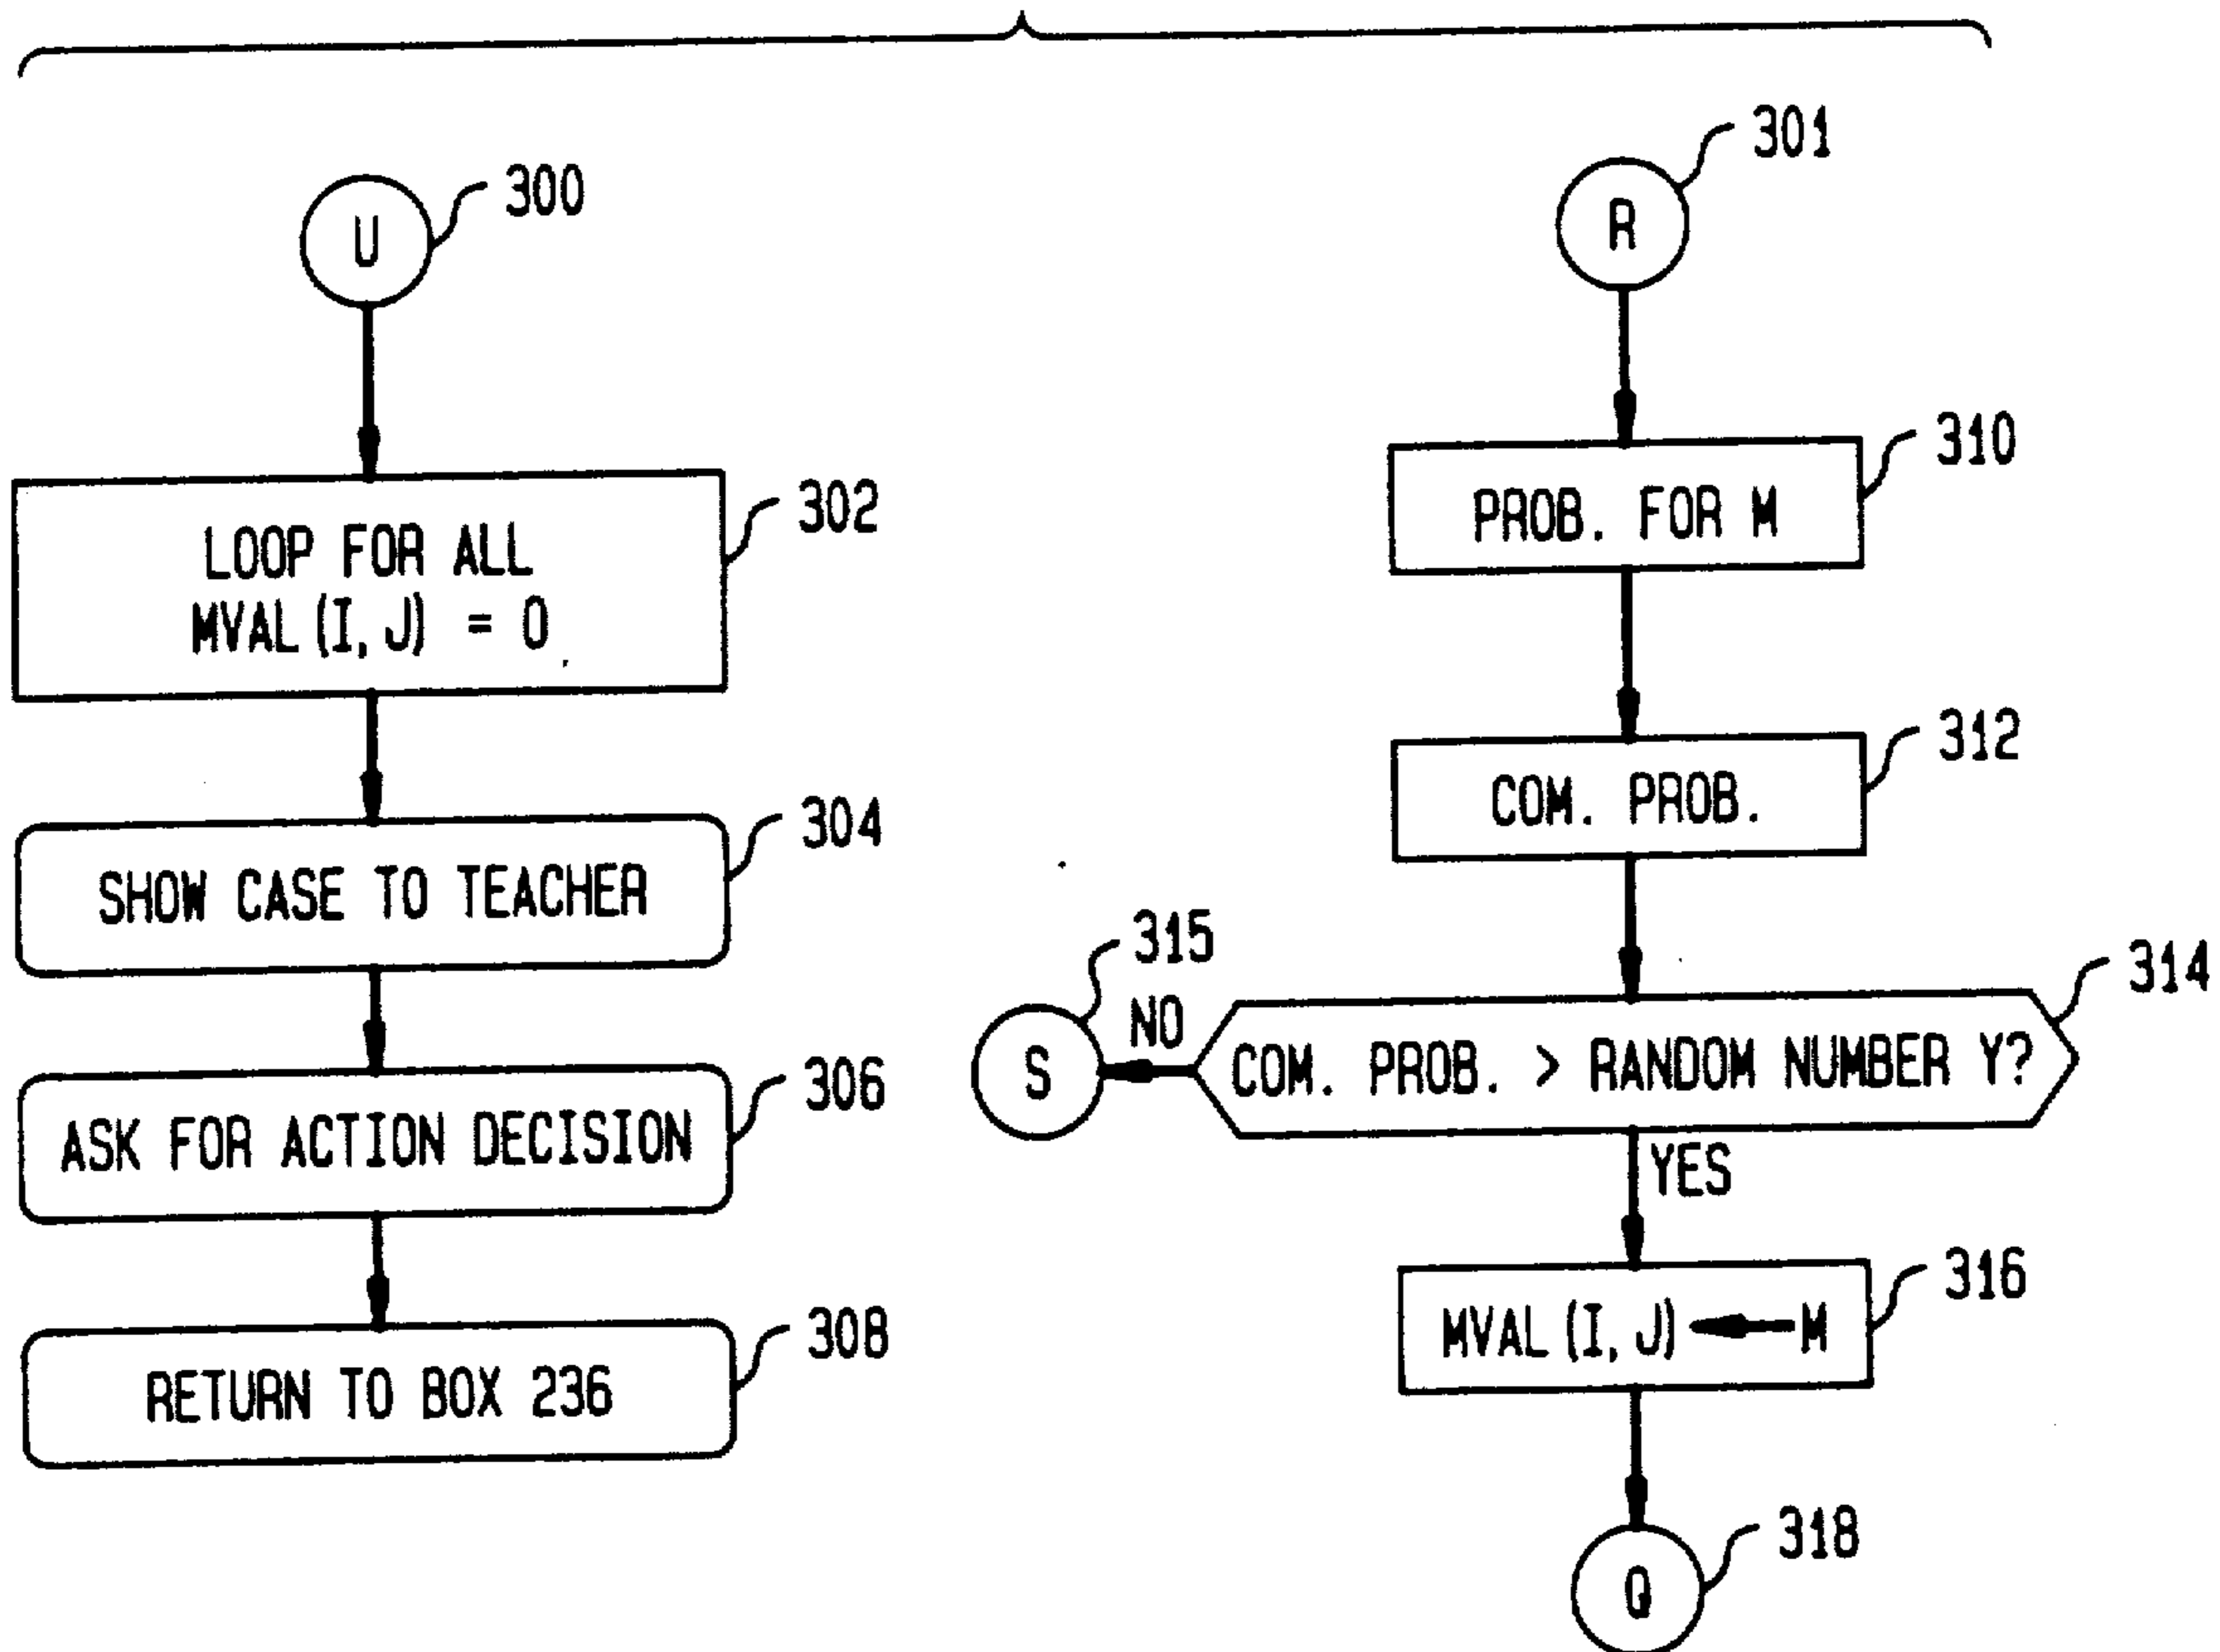 U
300
LOOP FOR ALL
MVAL(I, J) = 0
302
SHOW CASE TO TEACHER
304
ASK FOR ACTION DECISION
306
RETURN TO BOX 236
308
R
301
PROB. FOR M
310
COM. PROB.
312
COM. PROB. > RANDOM NUMBER Y?
314
NO
S
315
YES
MVAL(I, J) ← M
316
Q
318